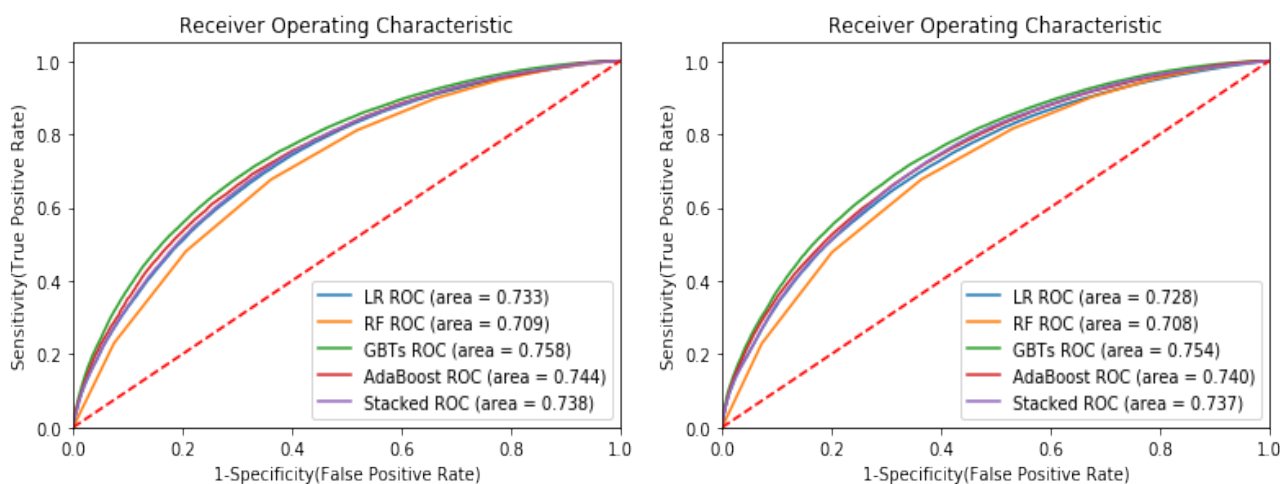 Receiver Operating Characteristic
1.0
0.8
0.6
0.4
0.2
0.0
Sensitivity(True Positive Rate)
LR ROC (area = 0.733)
RF ROC (area = 0.709)
GBTs ROC (area = 0.758)
AdaBoost ROC (area = 0.744)
Stacked ROC (area = 0.738)
0.0 0.2 0.4 0.6 0.8 1.0
1-Specificity(False Positive Rate)
Receiver Operating Characteristic
1.0
0.8
0.6
0.4
0.2
0.0
Sensitivity(True Positive Rate)
LR ROC (area = 0.728)
RF ROC (area = 0.708)
GBTs ROC (area = 0.754)
AdaBoost ROC (area = 0.740)
Stacked ROC (area = 0.737)
0.0 0.2 0.4 0.6 0.8 1.0
1-Specificity(False Positive Rate)